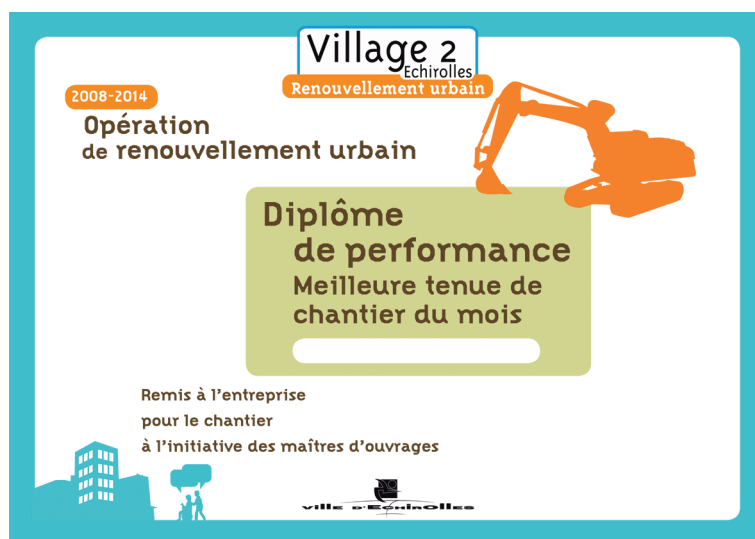 Village 2
Echirolles
Renouvellement urbain
2008-2014
Opération
de renouvellement urbain
Diplôme
de performance
Meilleure tenue de
chantier du mois
Remis à l'entreprise
pour le chantier
à l'initiative des maîtres d'ouvrages
VILLE D'ECHIROLLES